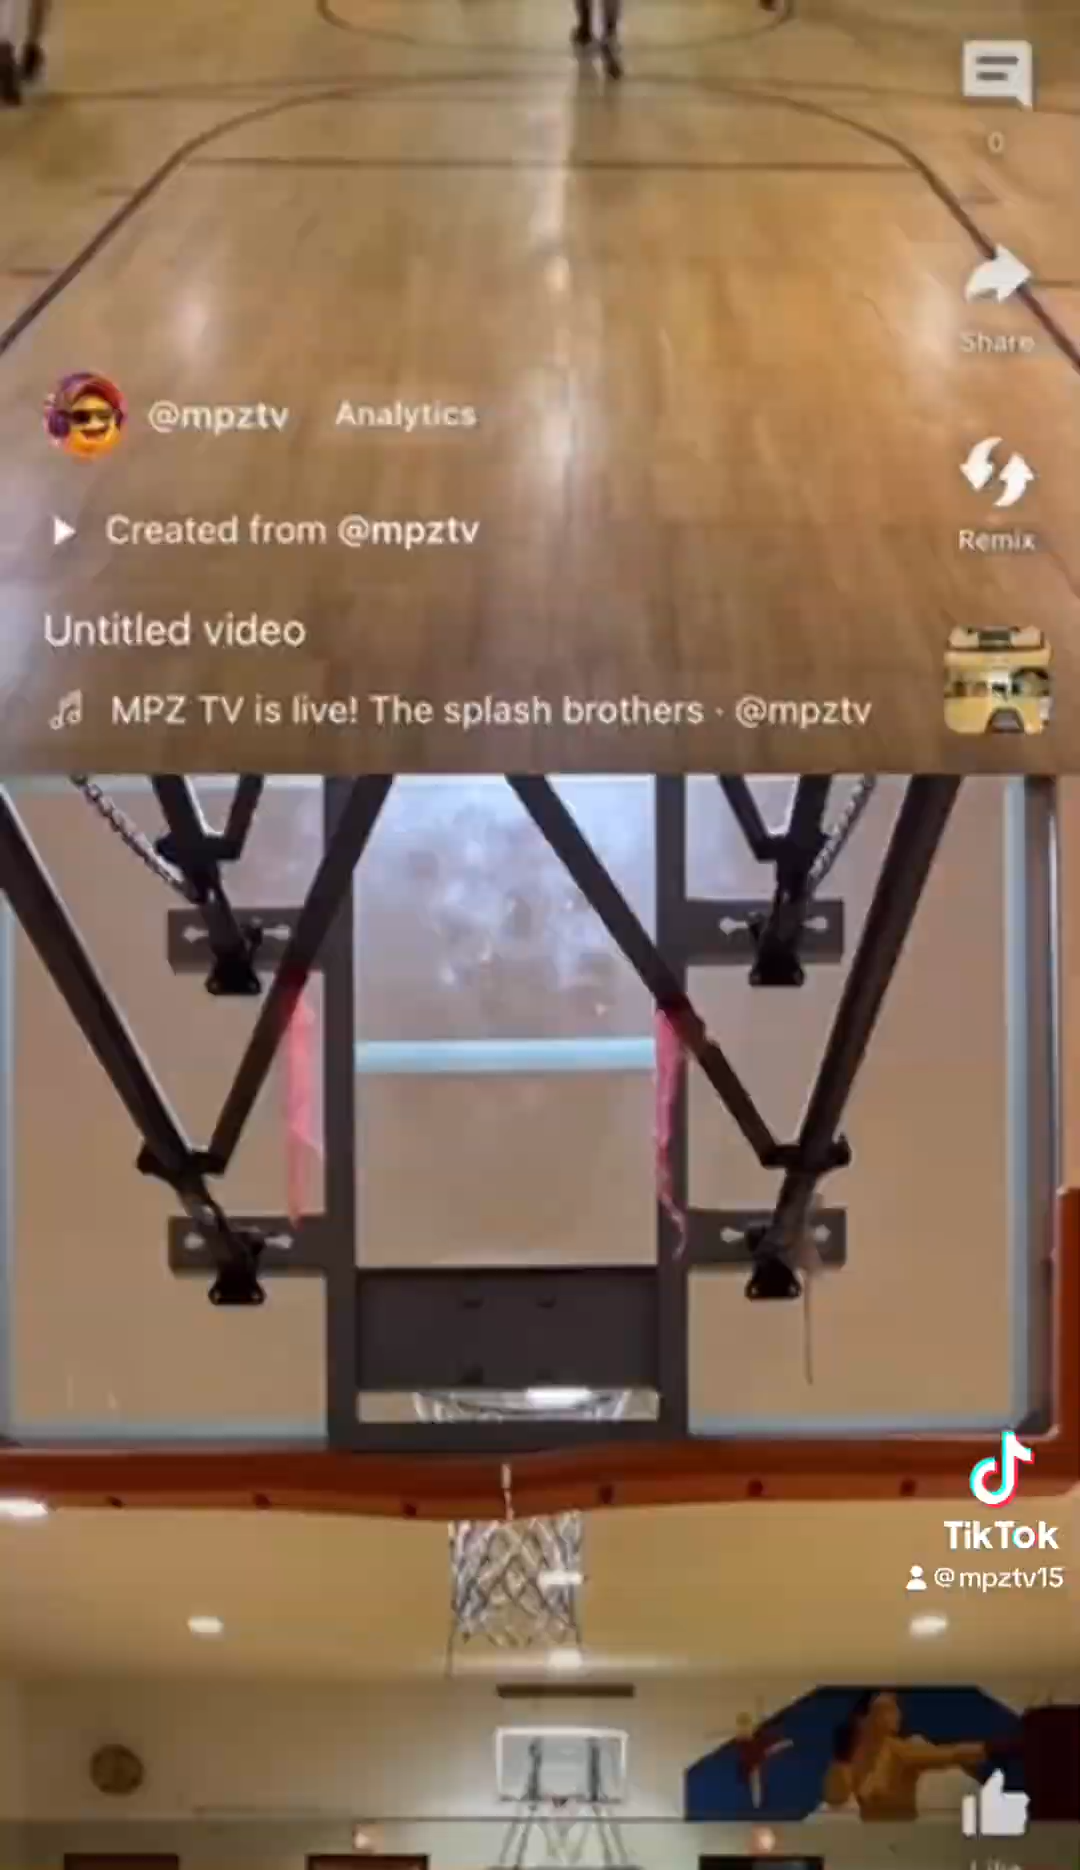 0
Share
@mpztv Analytics
Created from @mpztv
Remix
Untitled video
MPZ TV is live! The splash brothers · @mpztv
TikTok
@mpztv15